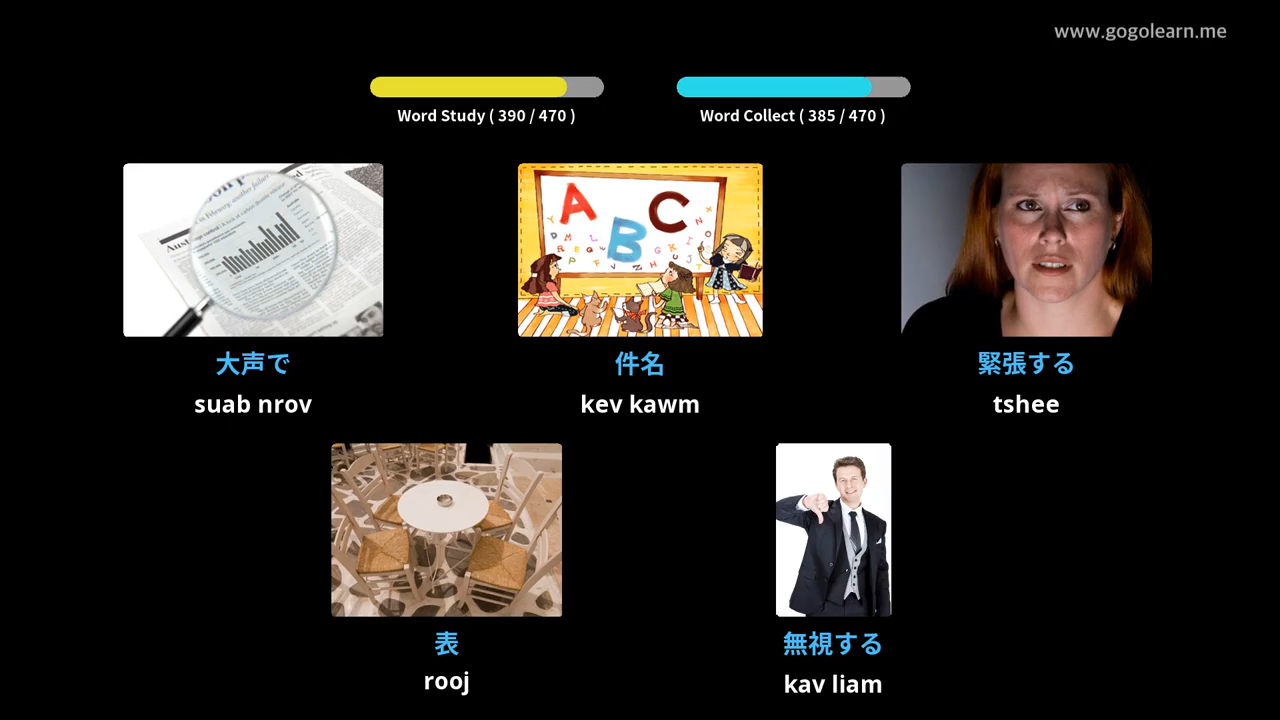 www.gogolearn.me
Word Study ( 390 / 470 )
Word Collect ( 385 / 470 )
A
B
C
大声で
suab nrov
件名
kev kawm
緊張する
tshee
表
rooj
無視する
kav liam